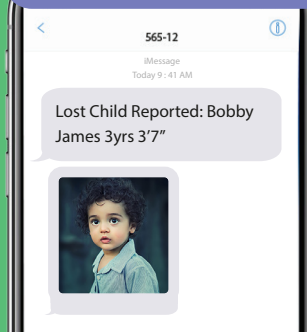 565-12
iMessage
Today 9 : 41 AM
Lost Child Reported: Bobby
James 3yrs 3’7”